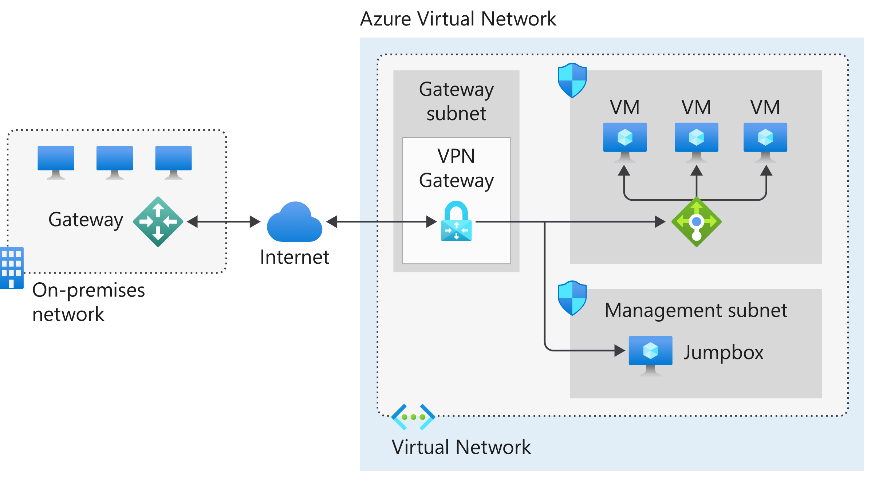 Azure Virtual Network
Gateway
subnet
VPN
Gateway
VM
VM
VM
Gateway
Internet
On-premises
network
Management subnet
Jumpbox
Virtual Network